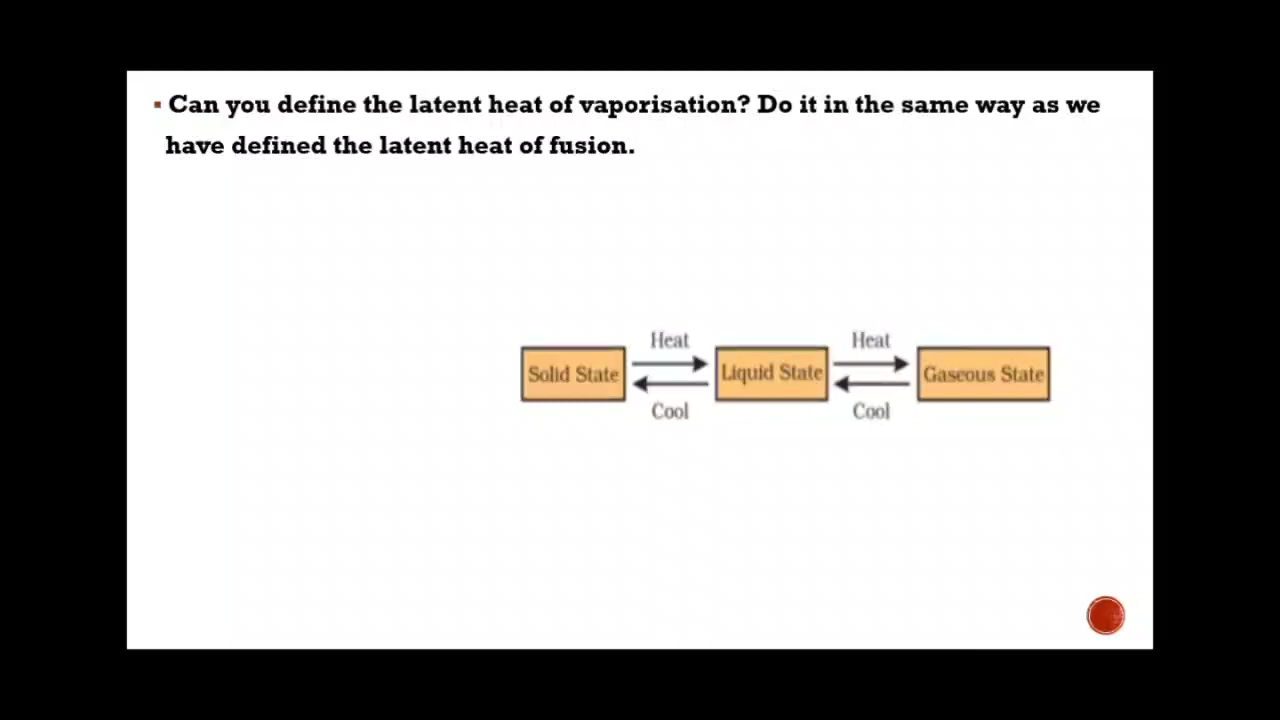 Can you define the latent heat of vaporisation? Do it in the same way as we
have defined the latent heat of fusion.
Heat Heat
Solid State Liquid State Gaseous State
Cool Cool